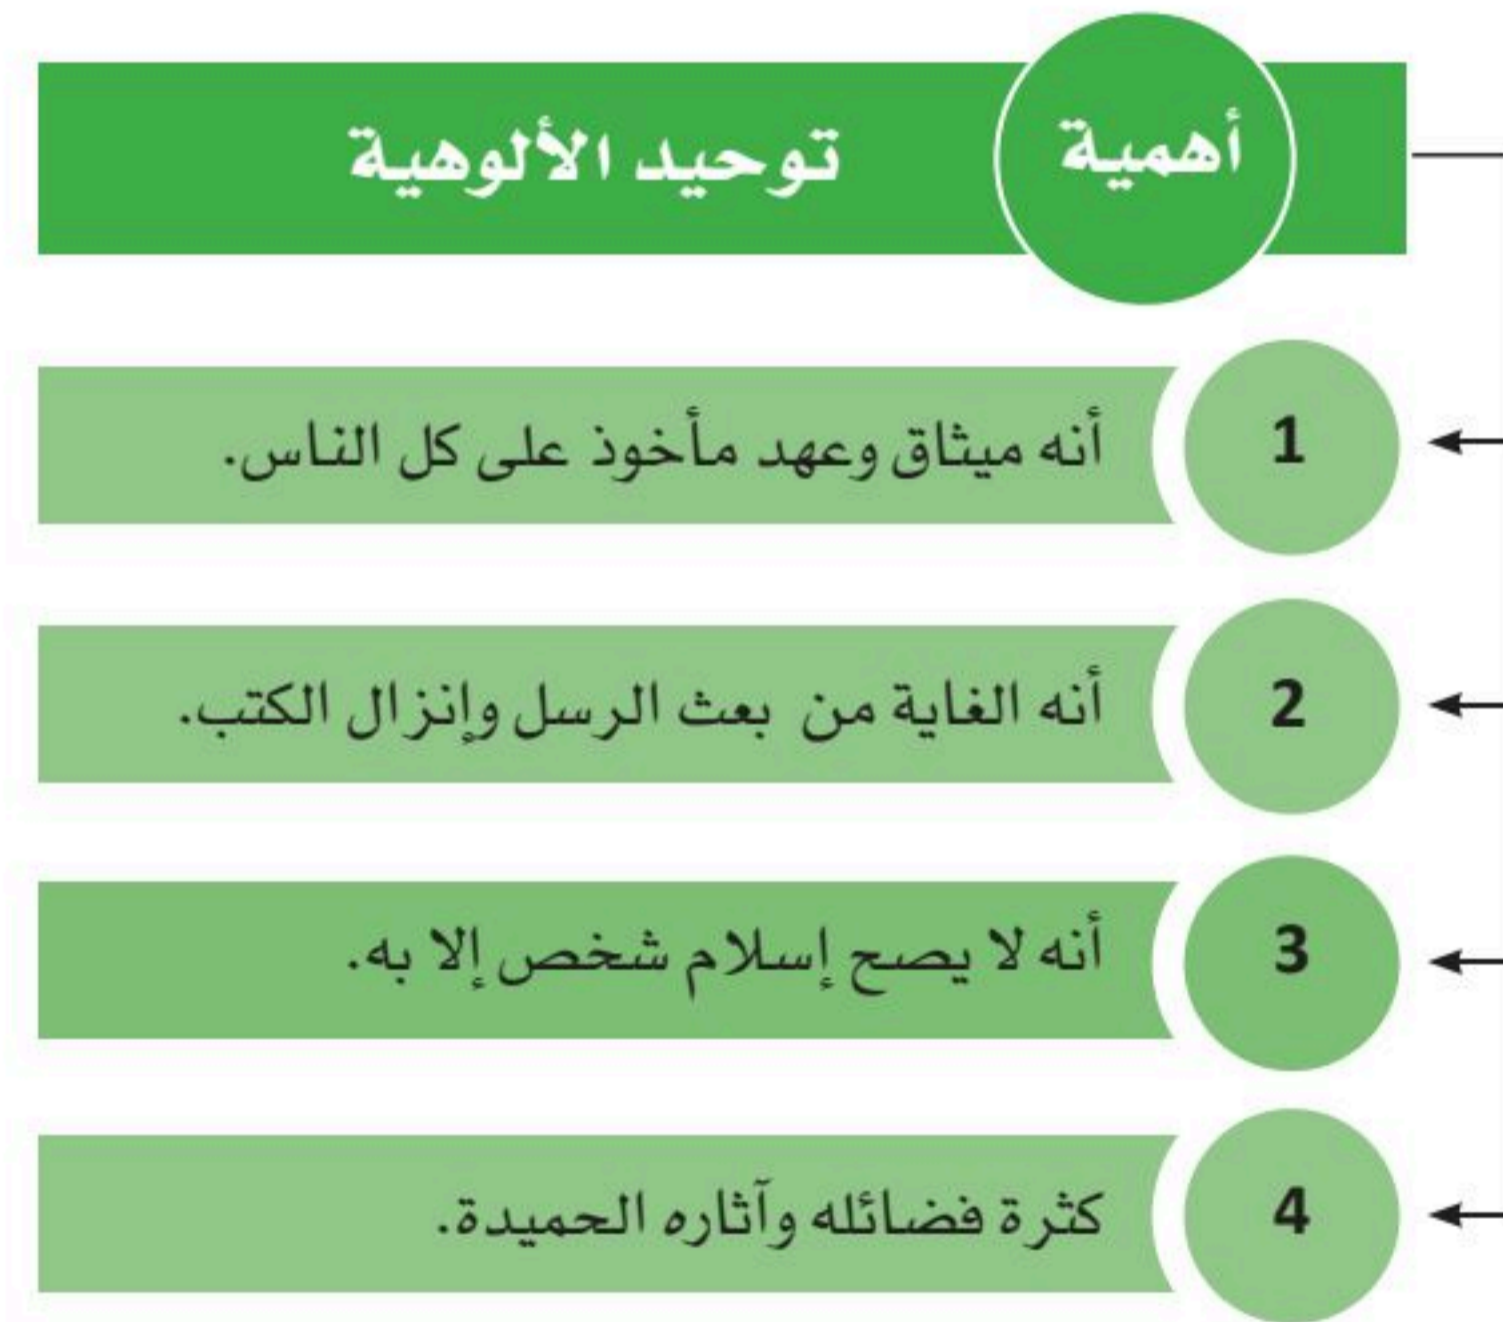 أهمية توحيد الألوهية
1 أنه ميثاق وعهد مأخوذ على كل الناس.
2 أنه الغاية من بعث الرسل وإنزال الكتب.
3 أنه لا يصح إسلام شخص إلا به.
4 كثرة فضائله وآثاره الحميدة.